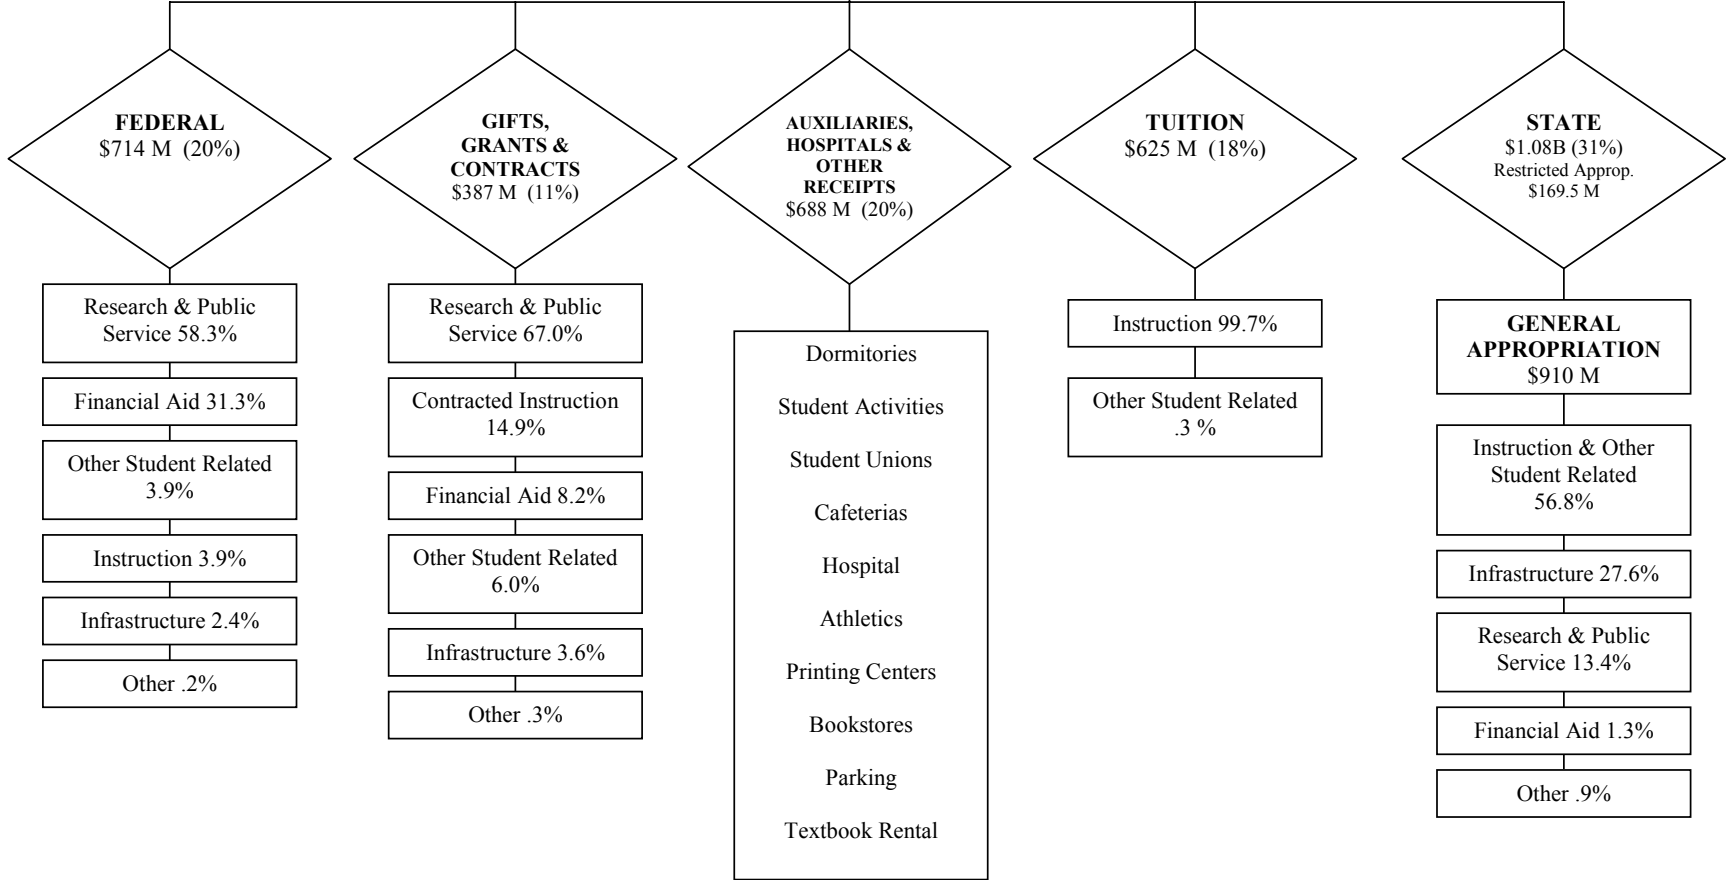 FEDERAL
$714 M  (20%)
Research & Public
Service 58.3%
Financial Aid 31.3%
Other Student Related
3.9%
Instruction 3.9%
Infrastructure 2.4%
Other .2%
GIFTS,
GRANTS &
CONTRACTS
$387 M  (11%)
Research & Public
Service 67.0%
Contracted Instruction
14.9%
Financial Aid 8.2%
Other Student Related
6.0%
Infrastructure 3.6%
Other .3%
AUXILIARIES,
HOSPITALS &
OTHER
RECEIPTS
$688 M  (20%)
Dormitories
Student Activities
Student Unions
Cafeterias
Hospital
Athletics
Printing Centers
Bookstores
Parking
Textbook Rental
TUITION
$625 M  (18%)
Instruction 99.7%
Other Student Related
.3 %
STATE
$1.08B (31%)
Restricted Approp.
$169.5 M
GENERAL
APPROPRIATION
$910 M
Instruction & Other
Student Related
56.8%
Infrastructure 27.6%
Research & Public
Service 13.4%
Financial Aid 1.3%
Other .9%